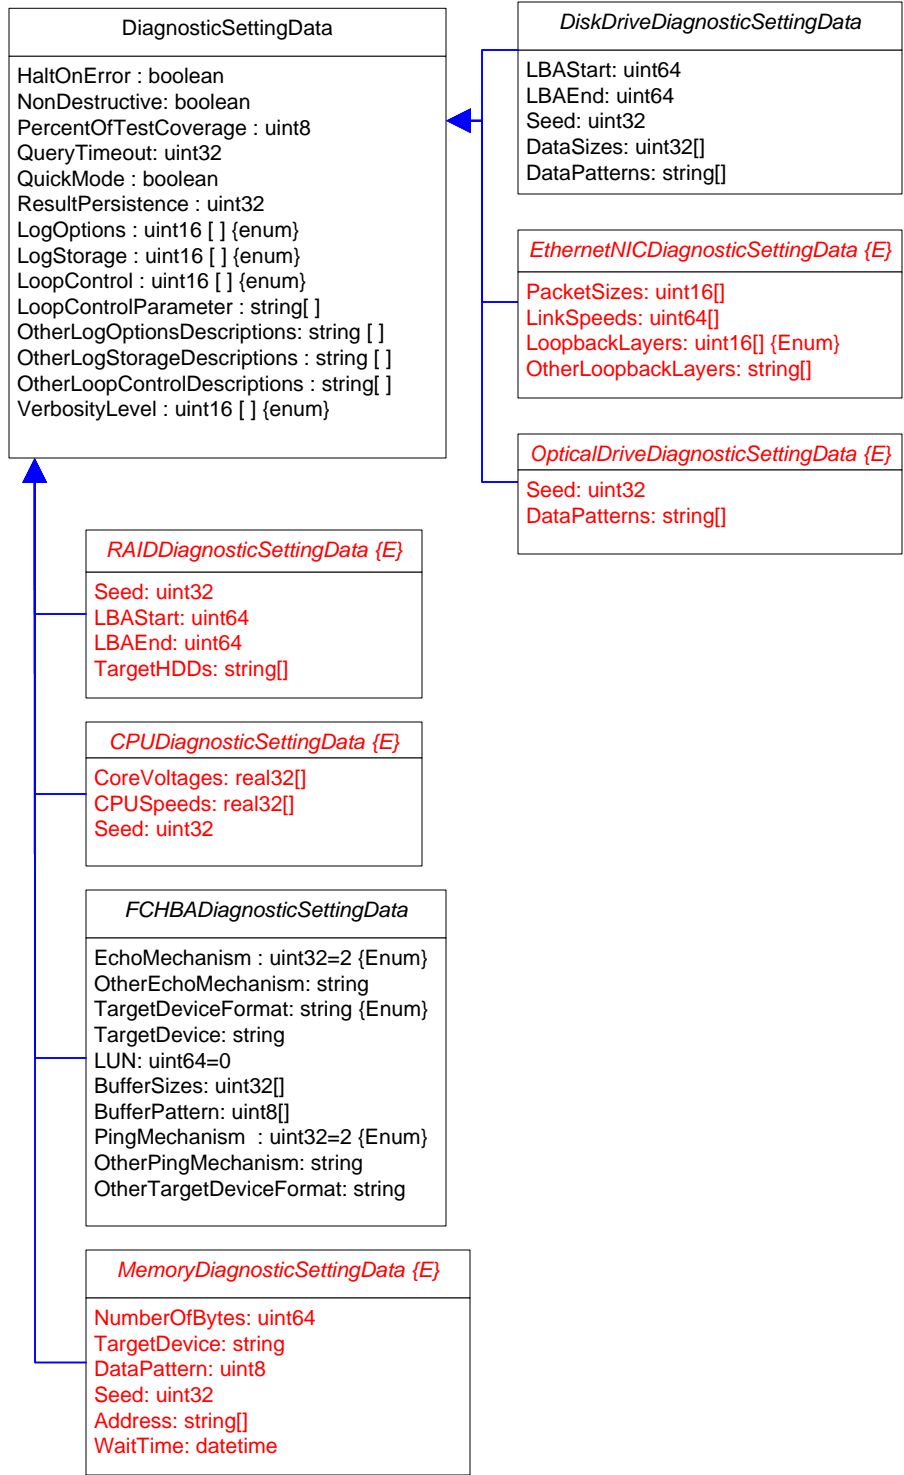 DiagnosticSettingData
HaltOnError : boolean
NonDestructive: boolean
PercentOfTestCoverage : uint8
QueryTimeout: uint32
QuickMode : boolean
ResultPersistence : uint32
LogOptions : uint16 [ ] {enum}
LogStorage : uint16 [ ] {enum}
LoopControl : uint16 [ ] {enum}
LoopControlParameter : string[ ]
OtherLogOptionsDescriptions: string [ ]
OtherLogStorageDescriptions : string [ ]
OtherLoopControlDescriptions : string[ ]
VerbosityLevel : uint16 [ ] {enum}
DiskDriveDiagnosticSettingData
LBAStart: uint64
LBAEnd: uint64
Seed: uint32
DataSizes: uint32[]
DataPatterns: string[]
EthernetNICDiagnosticSettingData {E}
PacketSizes: uint16[]
LinkSpeeds: uint64[]
LoopbackLayers: uint16[] {Enum}
OtherLoopbackLayers: string[]
OpticalDriveDiagnosticSettingData {E}
Seed: uint32
DataPatterns: string[]
RAIDDiagnosticSettingData {E}
Seed: uint32
LBAStart: uint64
LBAEnd: uint64
TargetHDDs: string[]
CPUDiagnosticSettingData {E}
CoreVoltages: real32[]
CPUSpeeds: real32[]
Seed: uint32
FCHBADiagnosticSettingData
EchoMechanism : uint32=2 {Enum}
OtherEchoMechanism: string
TargetDeviceFormat: string {Enum}
TargetDevice: string
LUN: uint64=0
BufferSizes: uint32[]
BufferPattern: uint8[]
PingMechanism  : uint32=2 {Enum}
OtherPingMechanism: string
OtherTargetDeviceFormat: string
MemoryDiagnosticSettingData {E}
NumberOfBytes: uint64
TargetDevice: string
DataPattern: uint8
Seed: uint32
Address: string[]
WaitTime: datetime